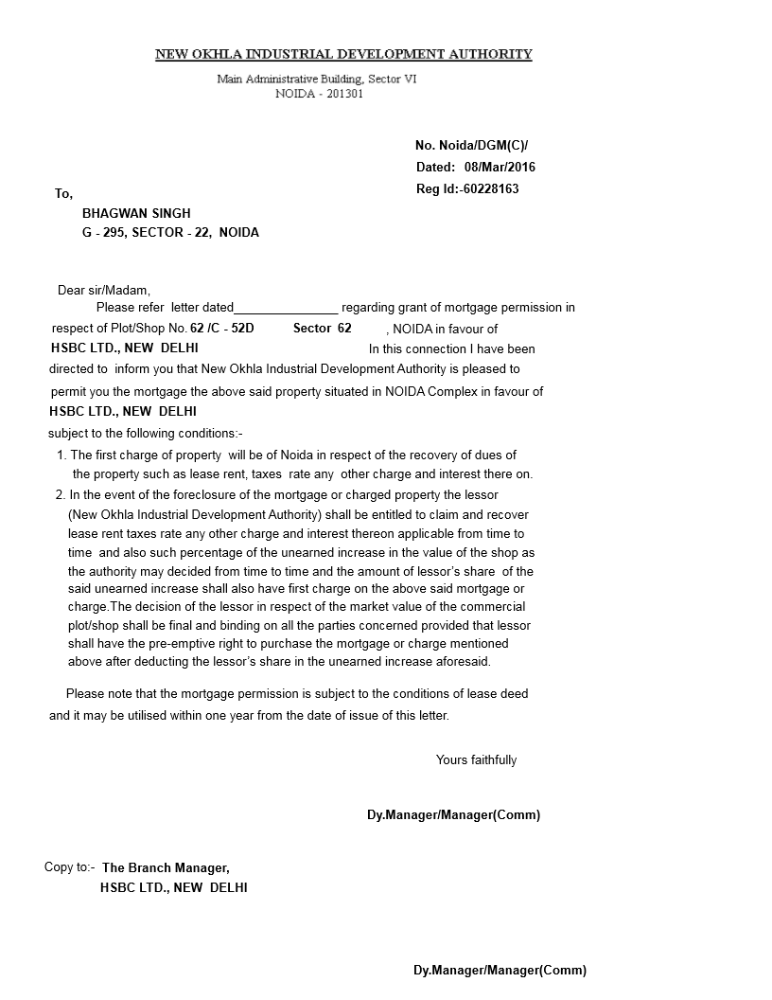 NEW OKHLA INDUSTRIAL DEVELOPMENT AUTHORITY
Main Administrative Building, Sector VI
NOIDA - 201301
No. Noida/DGM(C)/
Dated: 08/Mar/2016
Reg Id:-60228163
To,
BHAGWAN SINGH
G - 295, SECTOR - 22, NOIDA
Dear sir/Madam,
Please refer letter dated_______________ regarding grant of mortgage permission in
respect of Plot/Shop No. 62 /C - 52D Sector 62 , NOIDA in favour of
HSBC LTD., NEW DELHI In this connection I have been
directed to inform you that New Okhla Industrial Development Authority is pleased to
permit you the mortgage the above said property situated in NOIDA Complex in favour of
HSBC LTD., NEW DELHI
subject to the following conditions:-
1. The first charge of property will be of Noida in respect of the recovery of dues of
the property such as lease rent, taxes rate any other charge and interest there on.
2. In the event of the foreclosure of the mortgage or charged property the lessor
(New Okhla Industrial Development Authority) shall be entitled to claim and recover
lease rent taxes rate any other charge and interest thereon applicable from time to
time and also such percentage of the unearned increase in the value of the shop as
the authority may decided from time to time and the amount of lessor's share of the
said unearned increase shall also have first charge on the above said mortgage or
charge.The decision of the lessor in respect of the market value of the commercial
plot/shop shall be final and binding on all the parties concerned provided that lessor
shall have the pre-emptive right to purchase the mortgage or charge mentioned
above after deducting the lessor's share in the unearned increase aforesaid.
Please note that the mortgage permission is subject to the conditions of lease deed
and it may be utilised within one year from the date of issue of this letter.
Yours faithfully
Dy.Manager/Manager(Comm)
Copy to:- The Branch Manager,
HSBC LTD., NEW DELHI
Dy.Manager/Manager(Comm)